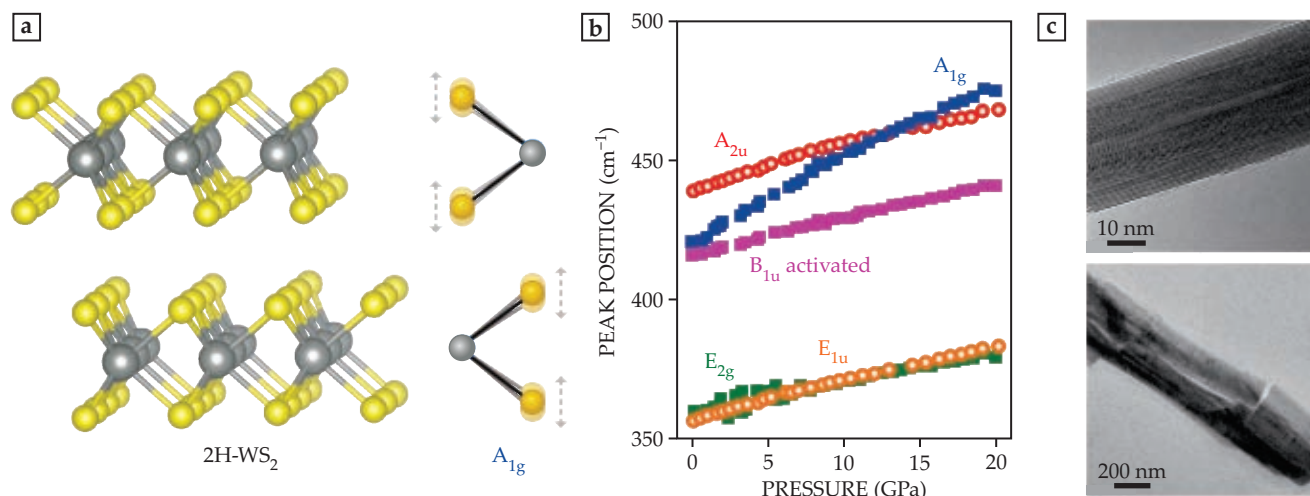 a
2H-WS₂
A₁g
b
PEAK POSITION (cm⁻¹)
500
450
400
350
A₁g
A₂ᵤ
B₁ᵤ activated
E₂g
E₁ᵤ
0
5
10
15
20
PRESSURE (GPa)
c
10 nm
200 nm